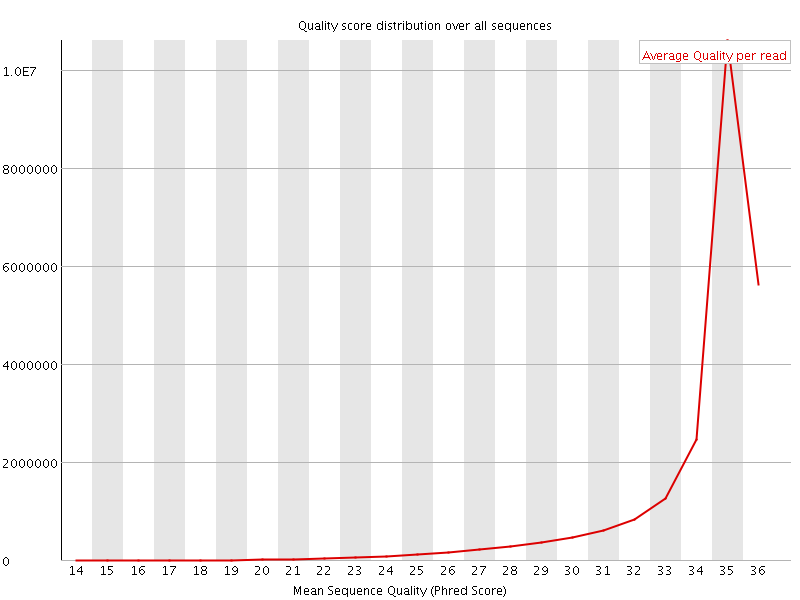 Quality score distribution over all sequences
Average Quality per read
1.0E7
8000000
6000000
4000000
2000000
0
14 15 16 17 18 19 20 21 22 23 24 25 26 27 28 29 30 31 32 33 34 35 36
Mean Sequence Quality (Phred Score)